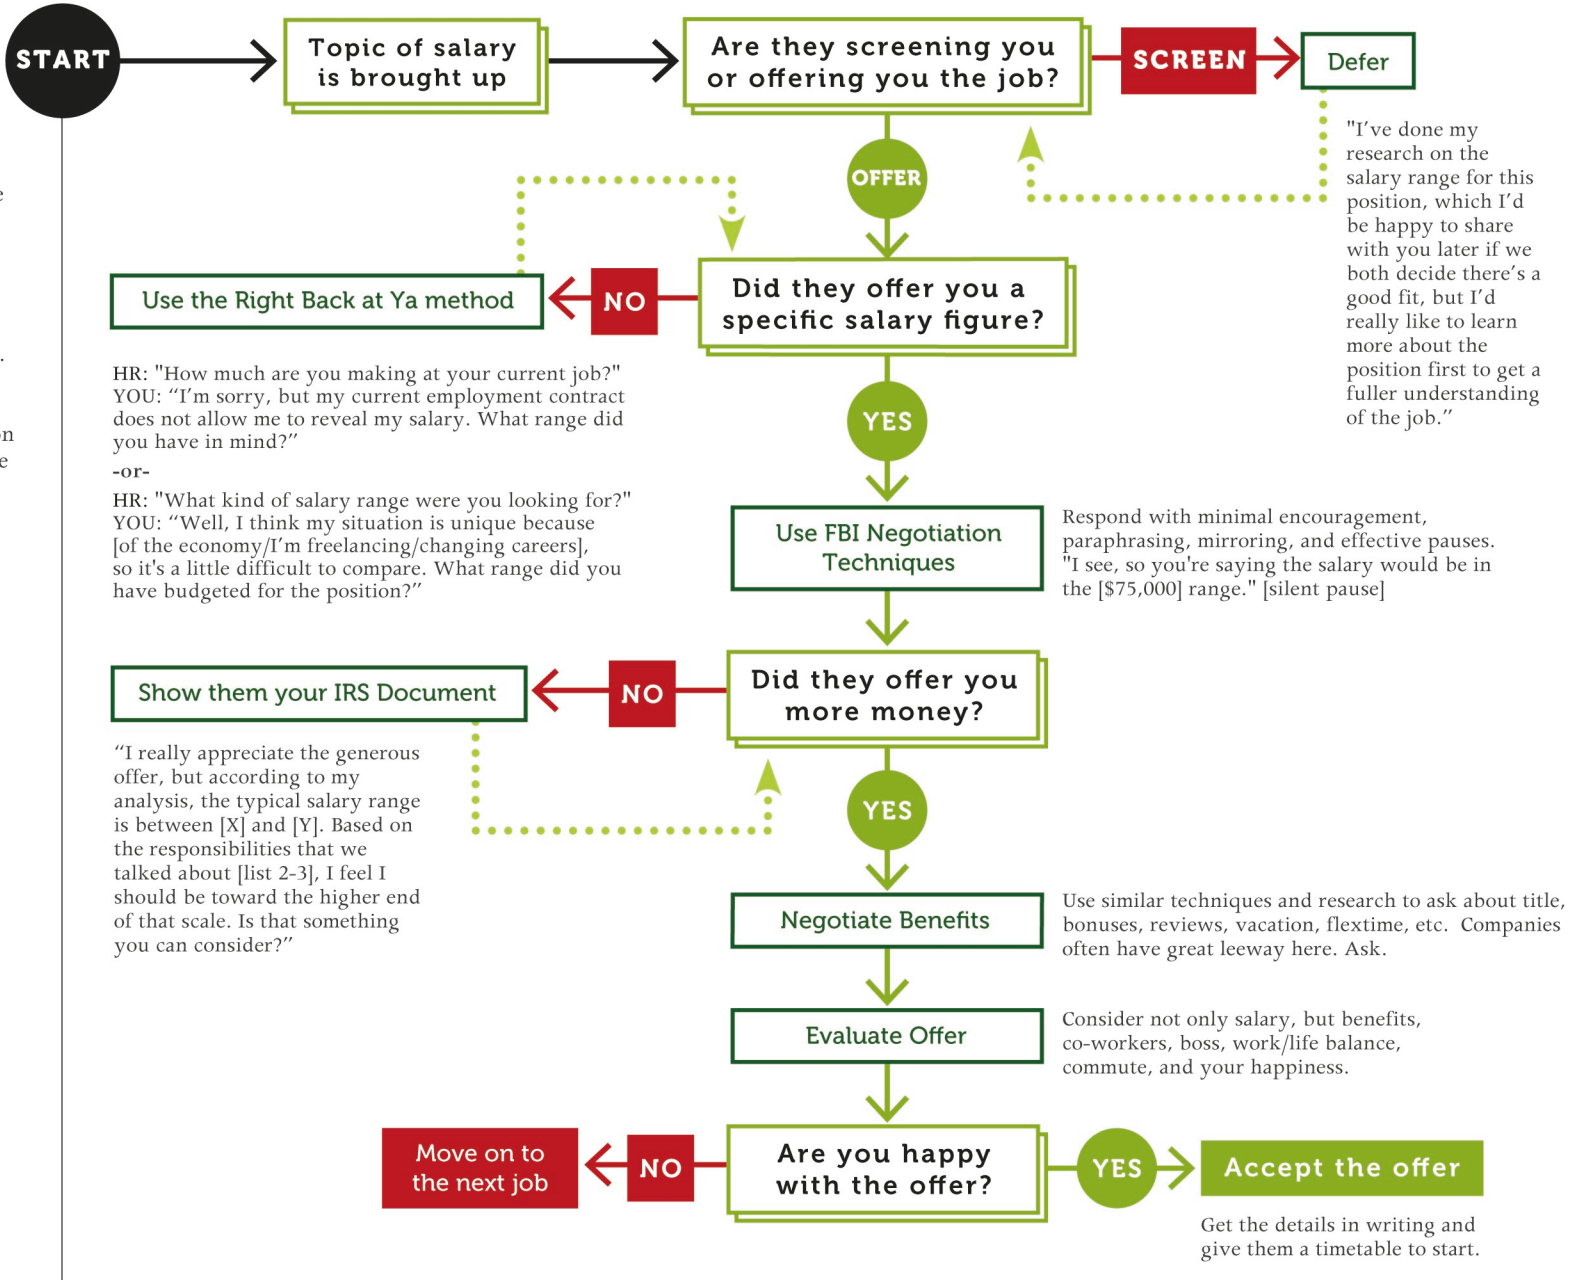 START
Topic of salary
is brought up
Are they screening you
or offering you the job?
SCREEN
Defer
"I've done my
research on the
salary range for this
position, which I'd
be happy to share
with you later if we
both decide there's a
good fit, but I'd
really like to learn
more about the
position first to get a
fuller understanding
of the job.”
OFFER
Did they offer you a
specific salary figure?
NO
Use the Right Back at Ya method
HR: "How much are you making at your current job?"
YOU: “I'm sorry, but my current employment contract
does not allow me to reveal my salary. What range did
you have in mind?”
-or-
HR: "What kind of salary range were you looking for?"
YOU: “Well, I think my situation is unique because
[of the economy/I'm freelancing/changing careers],
so it's a little difficult to compare. What range did you
have budgeted for the position?”
YES
Use FBI Negotiation
Techniques
Respond with minimal encouragement,
paraphrasing, mirroring, and effective pauses.
"I see, so you're saying the salary would be in
the [$75,000] range." [silent pause]
Did they offer you
more money?
NO
Show them your IRS Document
“I really appreciate the generous
offer, but according to my
analysis, the typical salary range
is between [X] and [Y]. Based on
the responsibilities that we
talked about [list 2-3], I feel I
should be toward the higher end
of that scale. Is that something
you can consider?”
YES
Negotiate Benefits
Use similar techniques and research to ask about title,
bonuses, reviews, vacation, flextime, etc. Companies
often have great leeway here. Ask.
Evaluate Offer
Consider not only salary, but benefits,
co-workers, boss, work/life balance,
commute, and your happiness.
Are you happy
with the offer?
NO
Move on to
the next job
YES
Accept the offer
Get the details in writing and
give them a timetable to start.